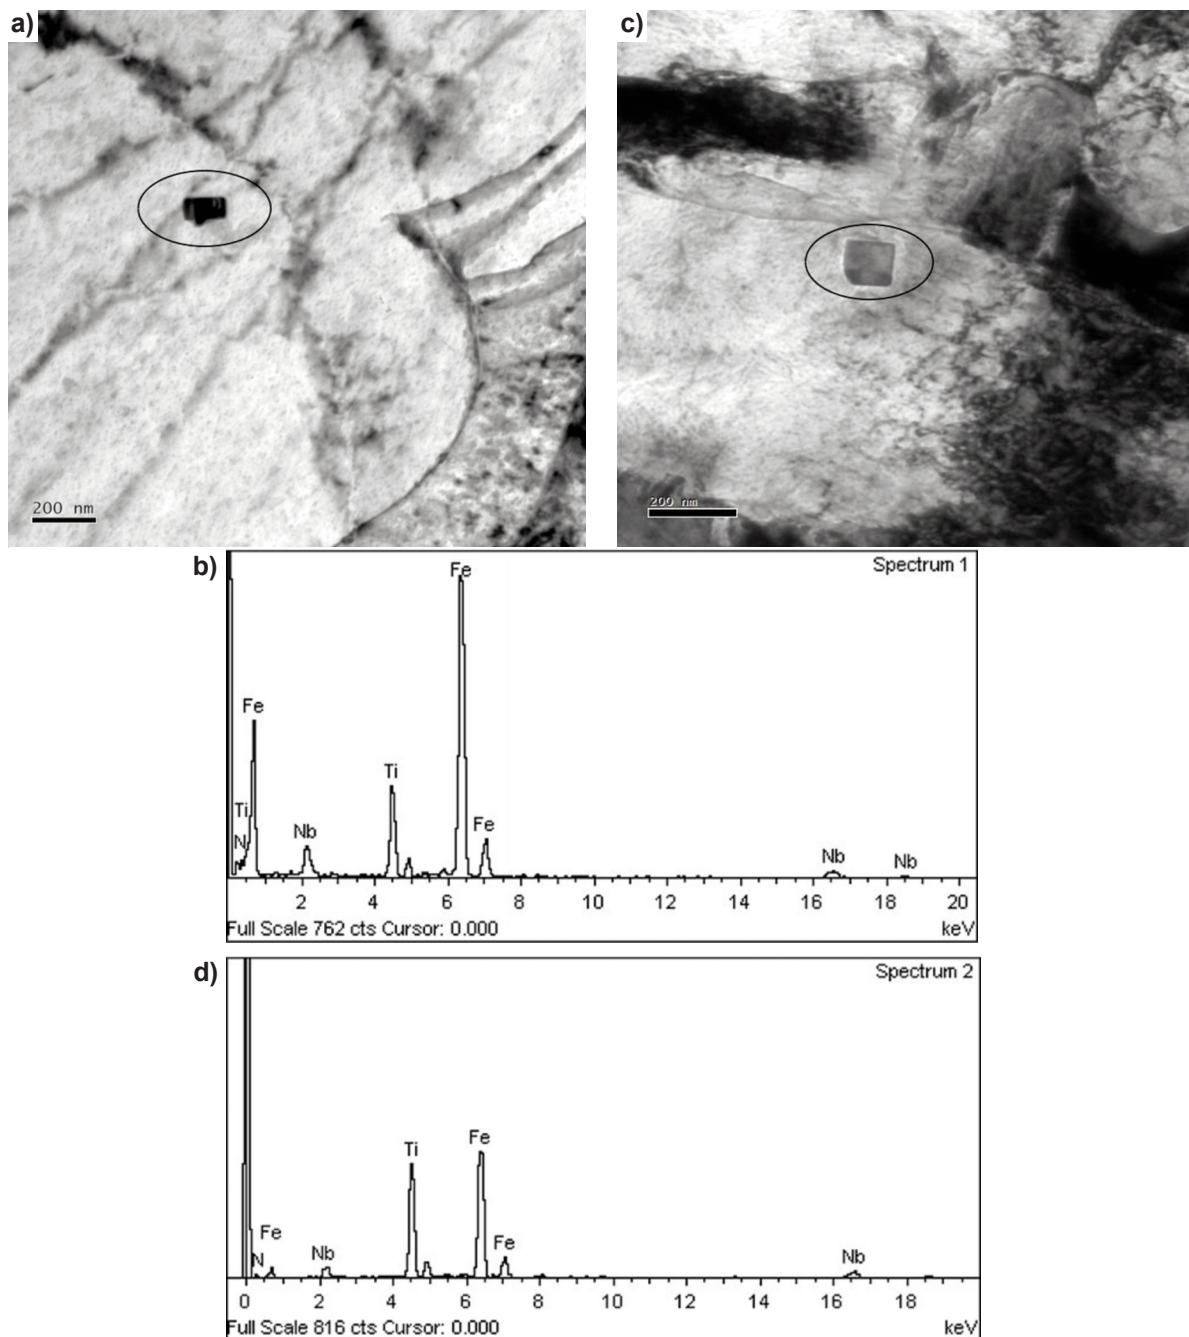 a)
200 nm
c)
200 nm
b)
Spectrum 1
Fe
Fe
Ti
Ti
N
Nb
Fe
Nb
Nb
2 4 6 8 10 12 14 16 18 20
Full Scale 762 cts Cursor: 0.000
keV
d)
Spectrum 2
Ti
Fe
Fe
N
Nb
Fe
Nb
0 2 4 6 8 10 12 14 16 18
Full Scale 816 cts Cursor: 0.000
keV